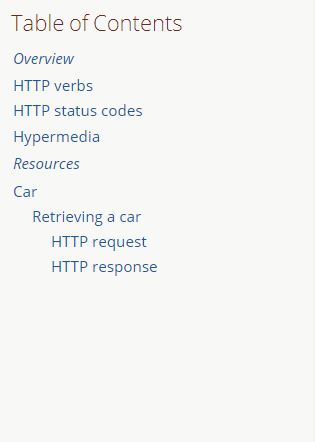 Table of Contents
Overview
HTTP verbs
HTTP status codes
Hypermedia
Resources
Car
Retrieving a car
HTTP request
HTTP response